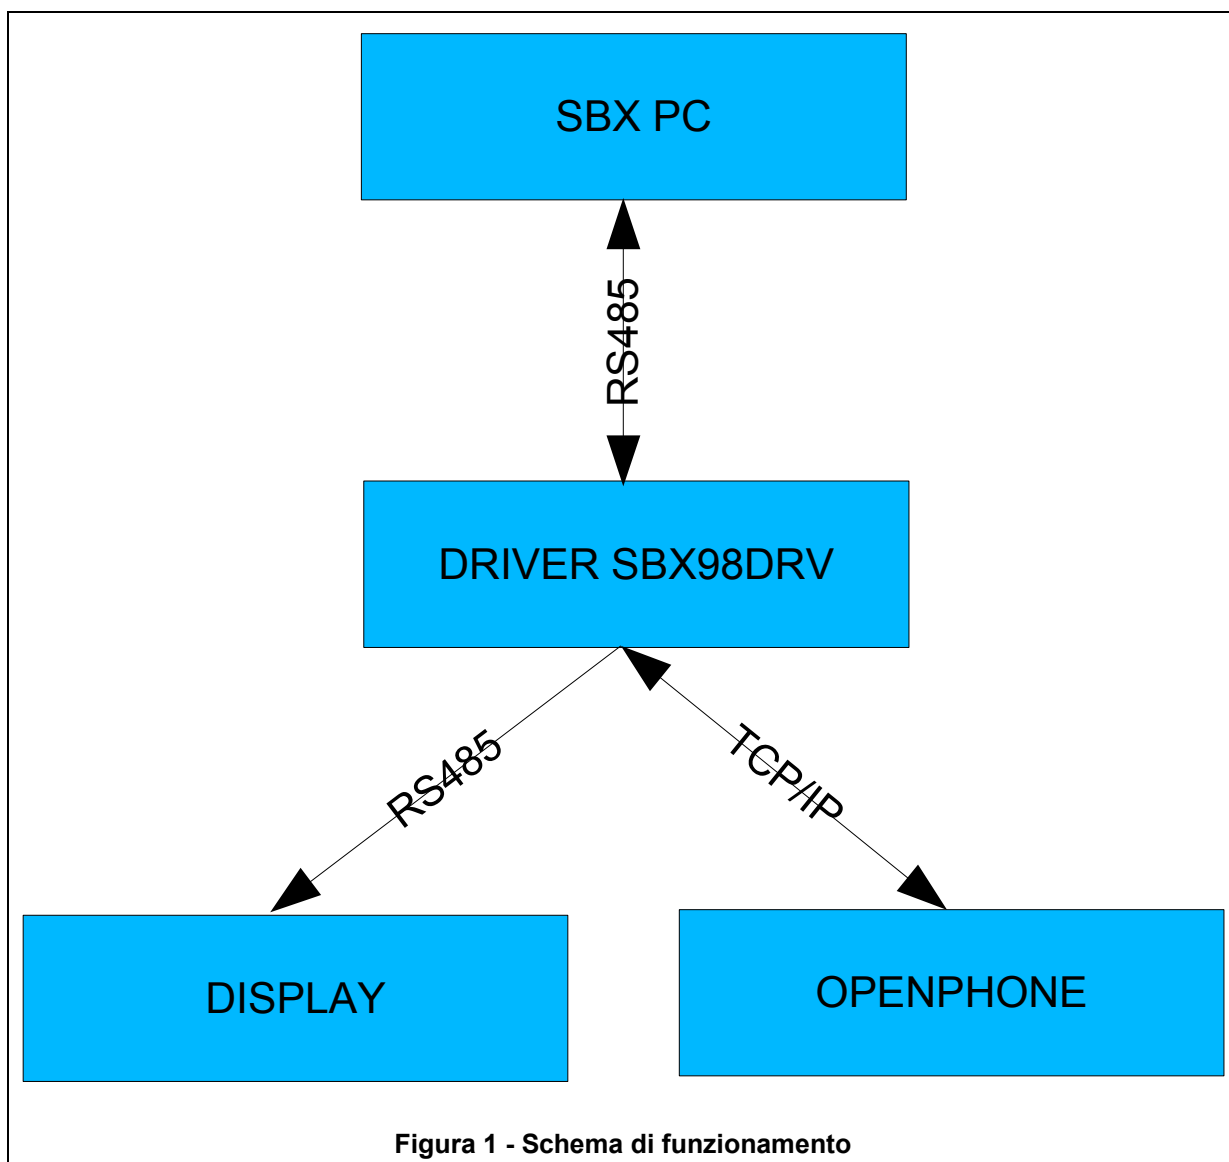 SBX PC
RS485
DRIVER SBX98DRV
RS485
TCP/IP
DISPLAY
OPENPHONE
Figura 1 - Schema di funzionamento